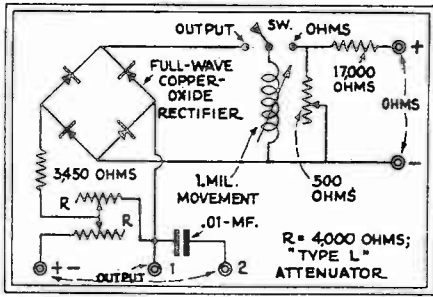 OUTPUT
SW.
OHMS
+
FULL-WAVE
COPPER-
OXIDE
RECTIFIER
17,000
OHMS
OHMS
3,450 OHMS
1.MIL.
MOVEMENT
500
OHMS
-
R
R
.01-MF.
R = 4,000 OHMS;
"TYPE L"
ATTENUATOR
+ -
OUTPUT
1
2